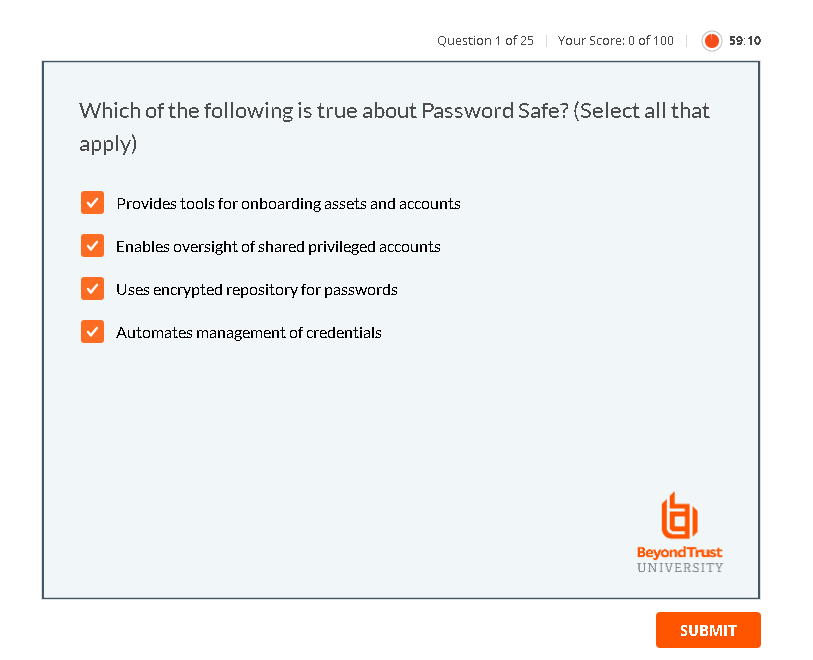 Question 1 of 25 | Your Score: 0 of 100 | 59:10
Which of the following is true about Password Safe? (Select all that
apply)
Provides tools for onboarding assets and accounts
Enables oversight of shared privileged accounts
Uses encrypted repository for passwords
Automates management of credentials
BeyondTrust
UNIVERSITY
SUBMIT